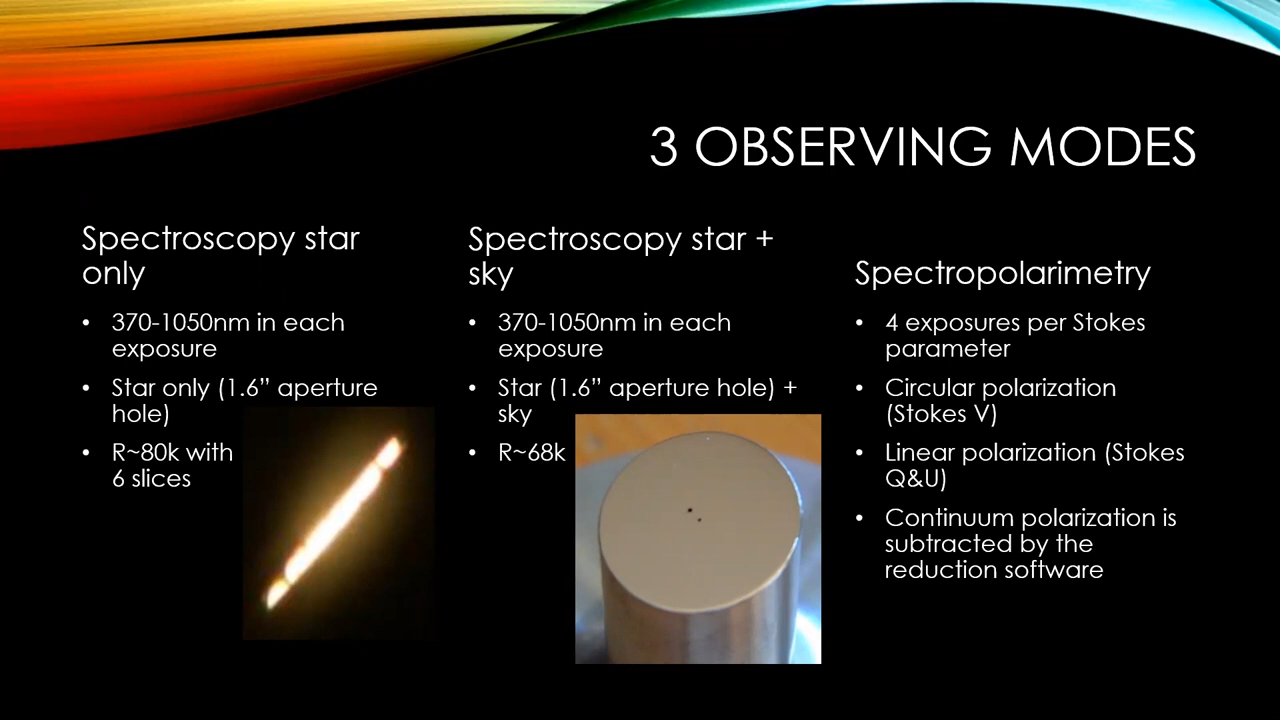 3 OBSERVING MODES
Spectroscopy star
only
• 370-1050nm in each
exposure
• Star only (1.6” aperture
hole)
• R~80k with
6 slices
Spectroscopy star +
sky
• 370-1050nm in each
exposure
• Star (1.6” aperture hole) +
sky
• R~68k
Spectropolarimetry
• 4 exposures per Stokes
parameter
• Circular polarization
(Stokes V)
• Linear polarization (Stokes
Q&U)
• Continuum polarization is
subtracted by the
reduction software